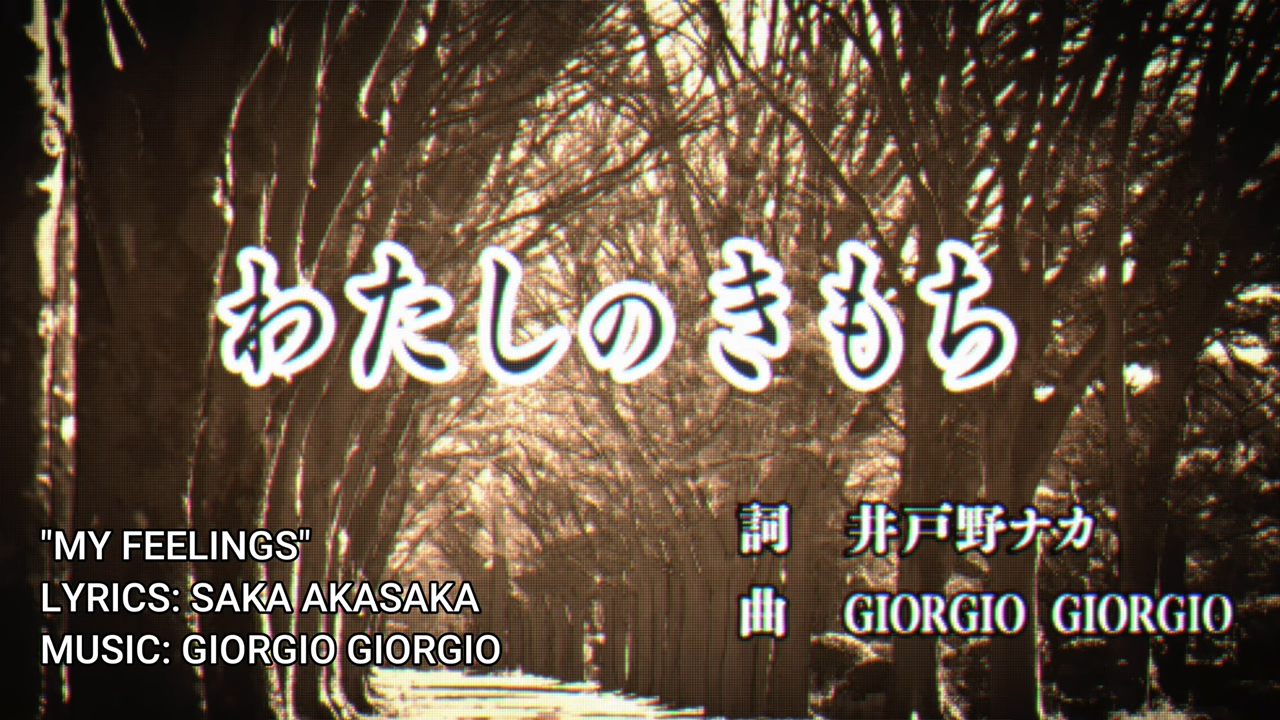 わたしのきもち
詞 井戸野ナカ
曲 GIORGIO GIORGIO
"MY FEELINGS"
LYRICS: SAKA AKASAKA
MUSIC: GIORGIO GIORGIO